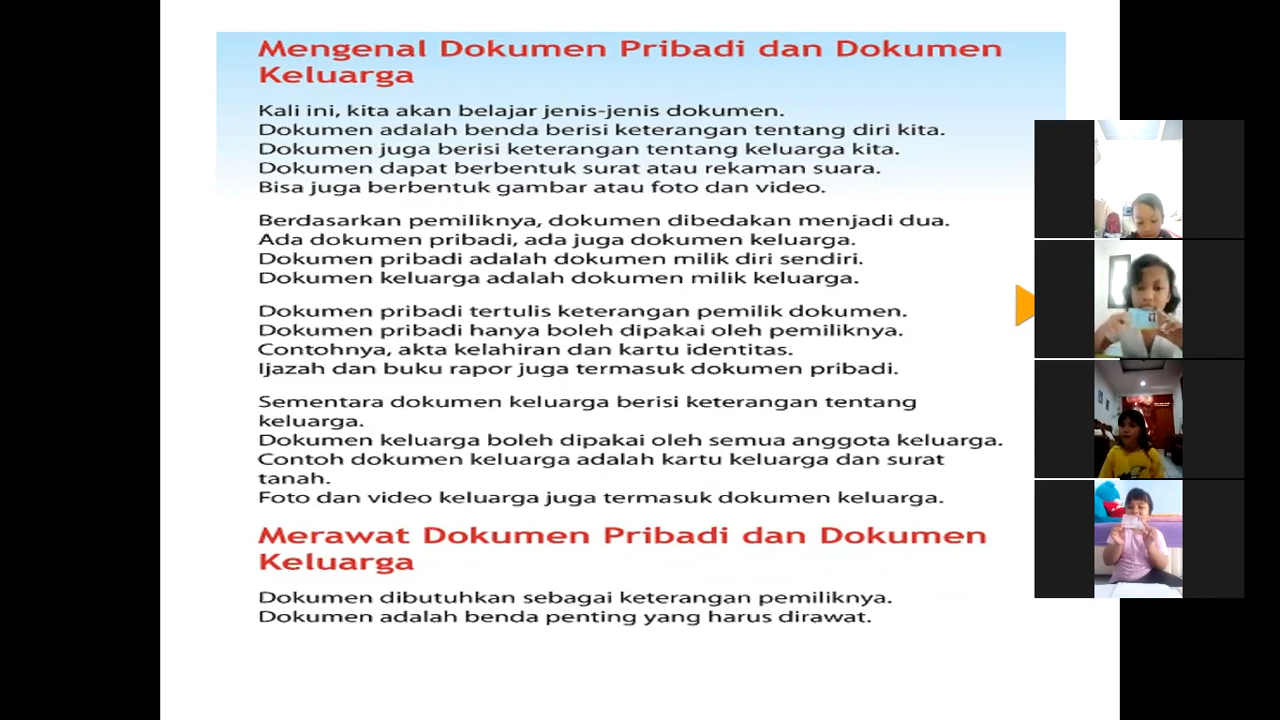 Mengenal Dokumen Pribadi dan Dokumen
Keluarga
Kali ini, kita akan belajar jenis-jenis dokumen.
Dokumen adalah benda berisi keterangan tentang diri kita.
Dokumen juga berisi keterangan tentang keluarga kita.
Dokumen dapat berbentuk surat atau rekaman suara.
Bisa juga berbentuk gambar atau foto dan video.
Berdasarkan pemiliknya, dokumen dibedakan menjadi dua.
Ada dokumen pribadi, ada juga dokumen keluarga.
Dokumen pribadi adalah dokumen milik diri sendiri.
Dokumen keluarga adalah dokumen milik keluarga.
Dokumen pribadi tertulis keterangan pemilik dokumen.
Dokumen pribadi hanya boleh dipakai oleh pemiliknya.
Contohnya, akta kelahiran dan kartu identitas.
Ijazah dan buku rapor juga termasuk dokumen pribadi.
Sementara dokumen keluarga berisi keterangan tentang
keluarga.
Dokumen keluarga boleh dipakai oleh semua anggota keluarga.
Contoh dokumen keluarga adalah kartu keluarga dan surat
tanah.
Foto dan video keluarga juga termasuk dokumen keluarga.
Merawat Dokumen Pribadi dan Dokumen
Keluarga
Dokumen dibutuhkan sebagai keterangan pemiliknya.
Dokumen adalah benda penting yang harus dirawat.